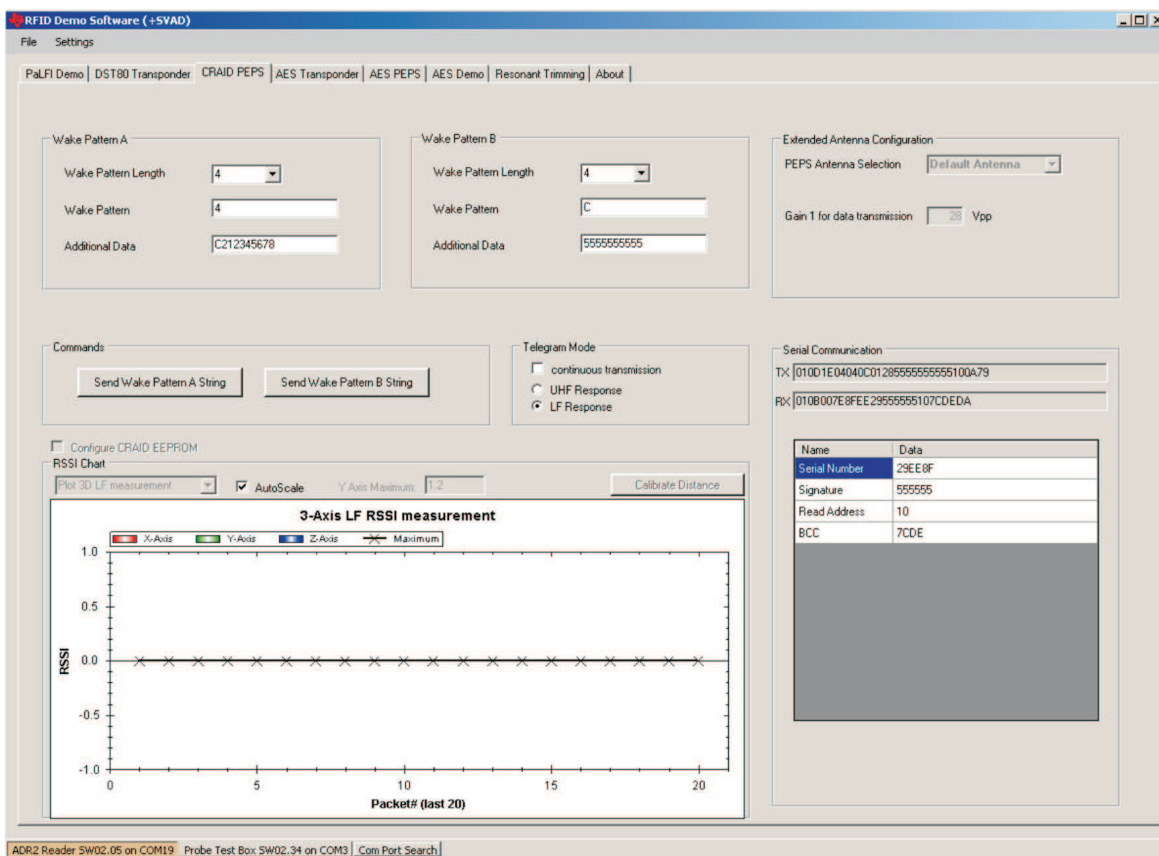 RFID Demo Software (+SVAD)
File Settings
PaLFI Demo DST80 Transponder CRAID PEPS AES Transponder AES PEPS AES Demo Resonant Trimming About
Wake Pattern A
Wake Pattern Length 4
Wake Pattern 4
Additional Data C212345678
Wake Pattern B
Wake Pattern Length 4
Wake Pattern C
Additional Data 5555555555
Extended Antenna Configuration
PEPS Antenna Selection Default Antenna
Gain 1 for data transmission 28 Vpp
Commands
Send Wake Pattern A String Send Wake Pattern B String
Telegram Mode
continuous transmission
UHF Response
LF Response
Serial Communication
TX 010D1E04040C01285555555555100A79
RX 010B007E8FEE29555555107CDEDA
Name Data
Serial Number 29EE8F
Signature 555555
Read Address 10
BCC 7CDE
Configure CRAID EEPROM
RSSI Chart
Plot 3D LF measurement AutoScale Y Axis Maximum: 1.2 Calibrate Distance
3-Axis LF RSSI measurement
X-Axis Y-Axis Z-Axis Maximum
1.0
0.5
0.0
-0.5
-1.0
RSSI
0 5 10 15 20
Packet# (last 20)
ADR2 Reader SW02.05 on COM19 Probe Test Box SW02.34 on COM3 Com Port Search